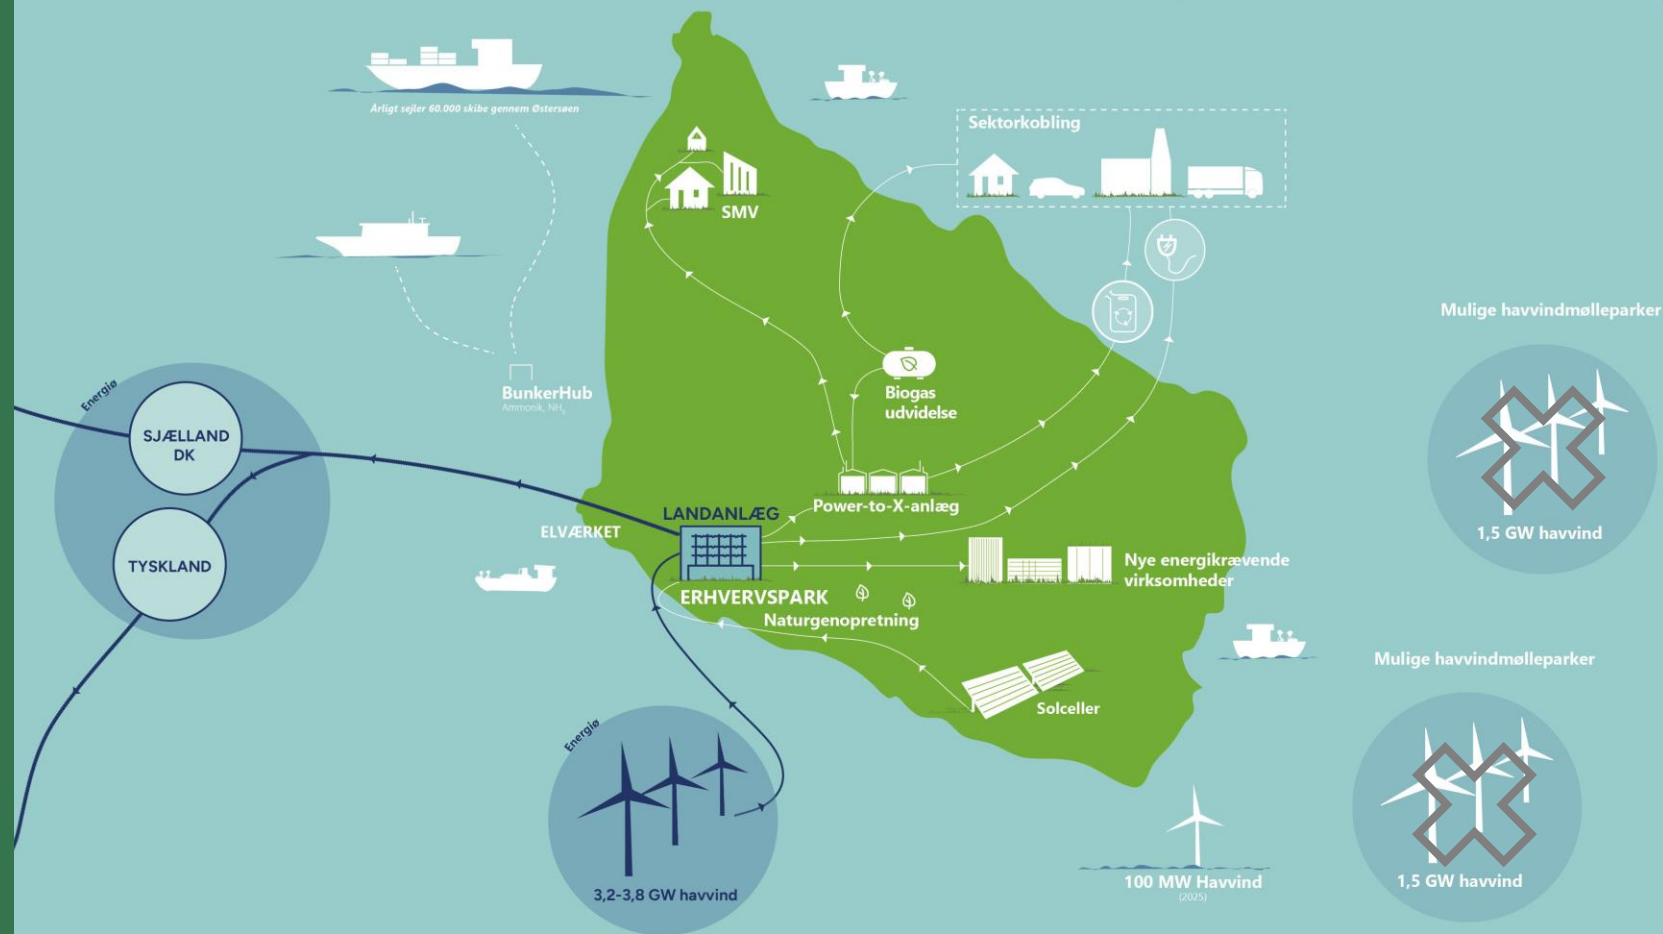 Årligt sejler 60.000 skibe gennem Østersøen
Sektorkobling
SMV
Mulige havvindmølleparker
1,5 GW havvind
Energiø
SJÆLLAND
DK
TYSKLAND
BunkerHub
Ammonik, NH₃
Biogas
udvidelse
Power-to-X-anlæg
LANDANLÆG
ELVÆRKET
ERHVERVSPARK
Naturgenopretning
Nye energikrævende
virksomheder
Solceller
Mulige havvindmølleparker
1,5 GW havvind
Energiø
3,2-3,8 GW havvind
100 MW Havvind
(2025)